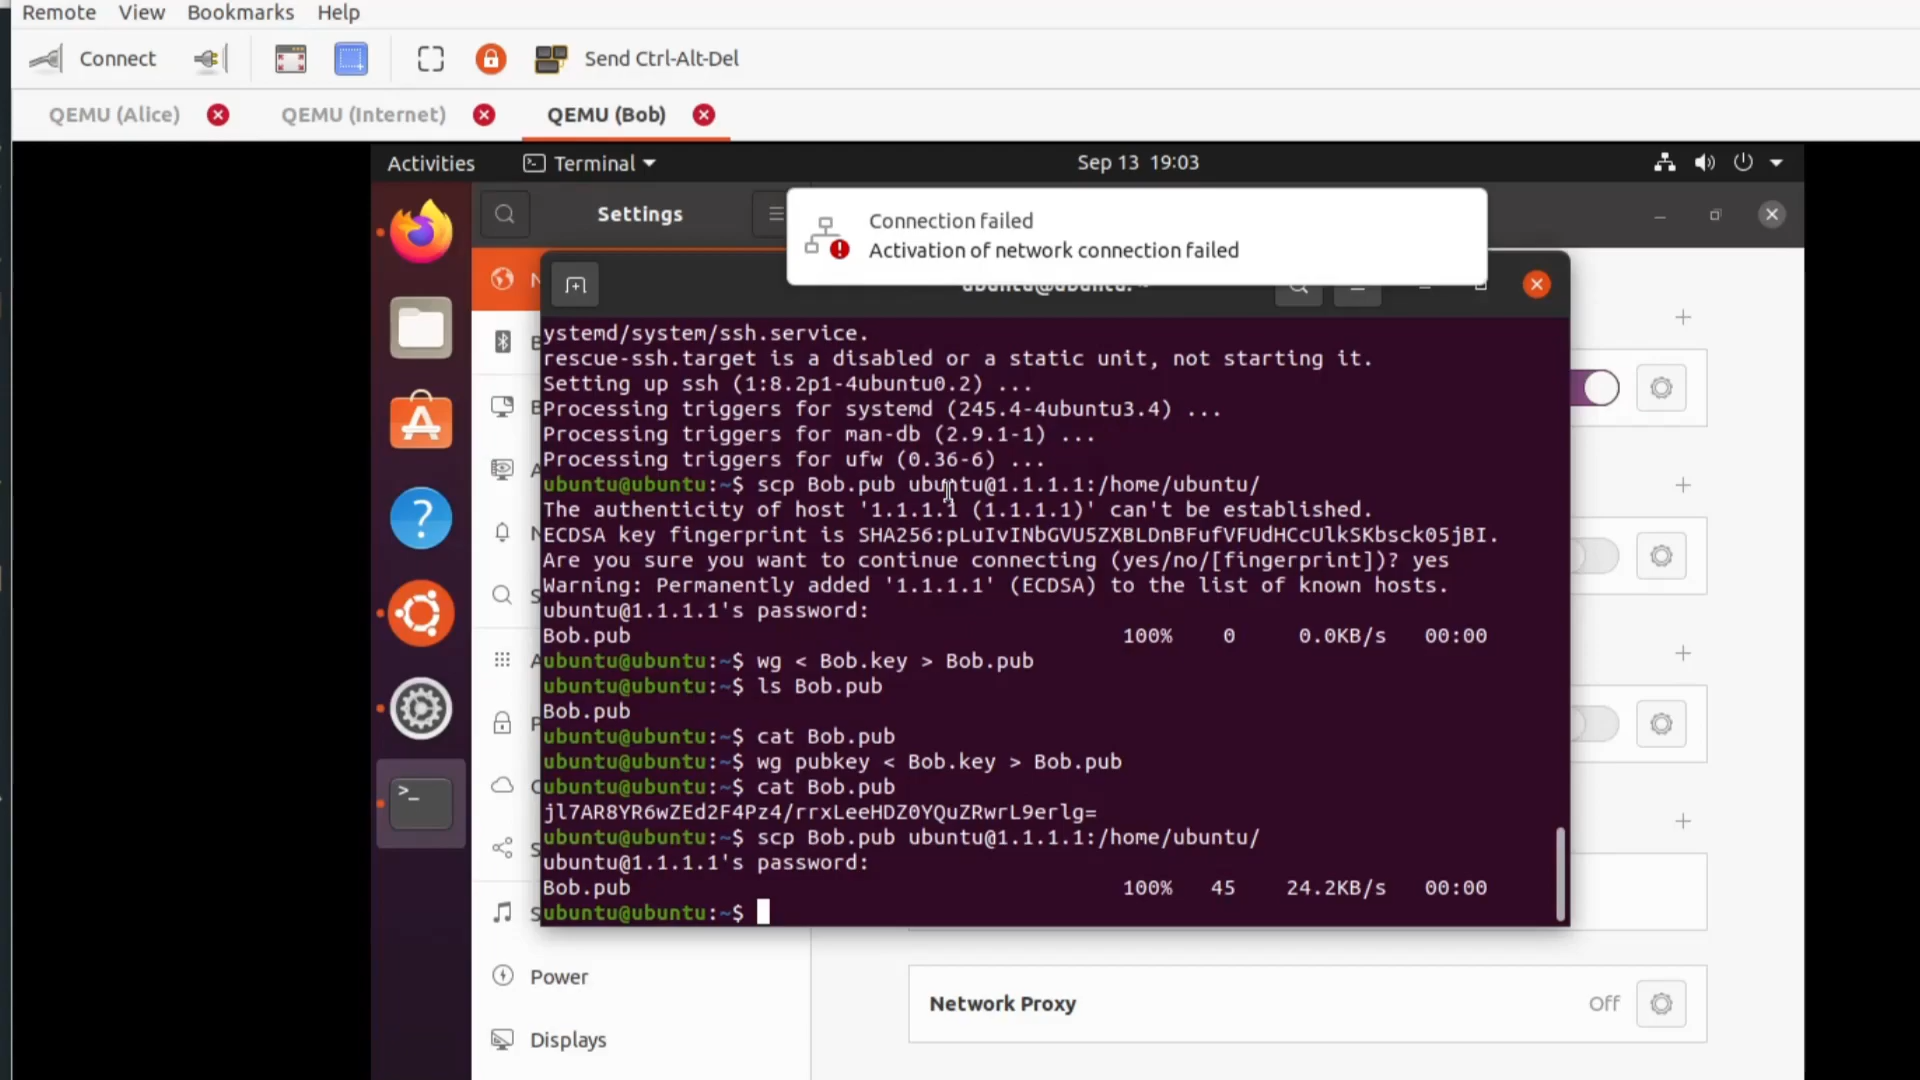 Remote View Bookmarks Help
Connect Send Ctrl-Alt-Del
QEMU (Alice) QEMU (Internet) QEMU (Bob)
Activities Terminal Sep 13 19:03
Settings
Connection failed
Activation of network connection failed
ystemd/system/ssh.service.
rescue-ssh.target is a disabled or a static unit, not starting it.
Setting up ssh (1:8.2p1-4ubuntu0.2) ...
Processing triggers for systemd (245.4-4ubuntu3.4) ...
Processing triggers for man-db (2.9.1-1) ...
Processing triggers for ufw (0.36-6) ...
ubuntu@ubuntu:~$ scp Bob.pub ubuntu@1.1.1.1:/home/ubuntu/
The authenticity of host '1.1.1.1 (1.1.1.1)' can't be established.
ECDSA key fingerprint is SHA256:pLuIvINbGVU5ZXBLDnBFufVFUdHCcUlkSKbsck05jBI.
Are you sure you want to continue connecting (yes/no/[fingerprint])? yes
Warning: Permanently added '1.1.1.1' (ECDSA) to the list of known hosts.
ubuntu@1.1.1.1's password:
Bob.pub 100% 0 0.0KB/s 00:00
ubuntu@ubuntu:~$ wg < Bob.key > Bob.pub
ubuntu@ubuntu:~$ ls Bob.pub
Bob.pub
ubuntu@ubuntu:~$ cat Bob.pub
ubuntu@ubuntu:~$ wg pubkey < Bob.key > Bob.pub
ubuntu@ubuntu:~$ cat Bob.pub
jl7AR8YR6wZEd2F4Pz4/rrxLeeHDZ0YQuZRwrL9erlg=
ubuntu@ubuntu:~$ scp Bob.pub ubuntu@1.1.1.1:/home/ubuntu/
ubuntu@1.1.1.1's password:
Bob.pub 100% 45 24.2KB/s 00:00
ubuntu@ubuntu:~$
Power
Network Proxy Off
Displays